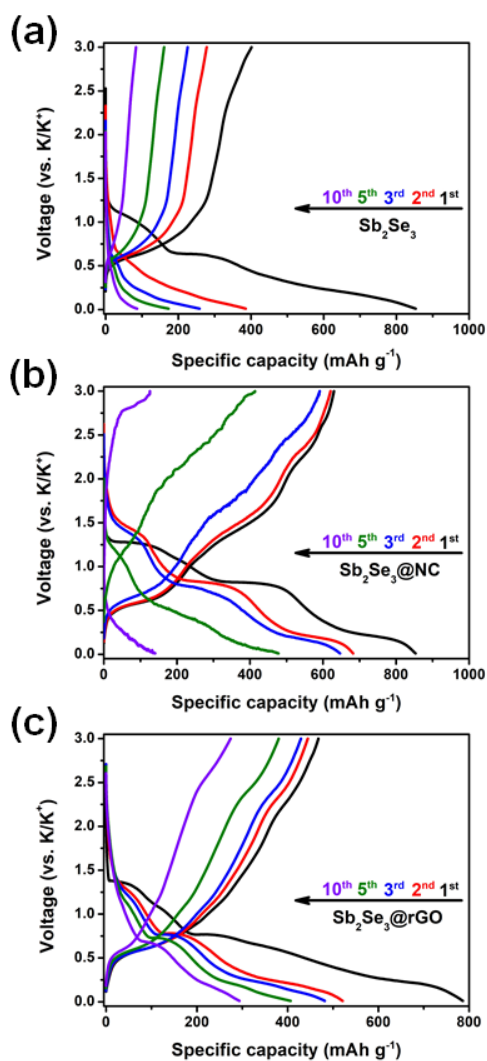 (a)
3.0
2.5
2.0
1.5
1.0
0.5
0.0
Voltage (vs. K/K⁺)
10ᵗʰ 5ᵗʰ 3ʳᵈ 2ⁿᵈ 1ˢᵗ
Sb₂Se₃
0 200 400 600 800 1000
Specific capacity (mAh g⁻¹)
(b)
3.0
2.5
2.0
1.5
1.0
0.5
0.0
Voltage (vs. K/K⁺)
10ᵗʰ 5ᵗʰ 3ʳᵈ 2ⁿᵈ 1ˢᵗ
Sb₂Se₃@NC
0 200 400 600 800 1000
Specific capacity (mAh g⁻¹)
(c)
3.0
2.5
2.0
1.5
1.0
0.5
0.0
Voltage (vs. K/K⁺)
10ᵗʰ 5ᵗʰ 3ʳᵈ 2ⁿᵈ 1ˢᵗ
Sb₂Se₃@rGO
0 200 400 600 800
Specific capacity (mAh g⁻¹)